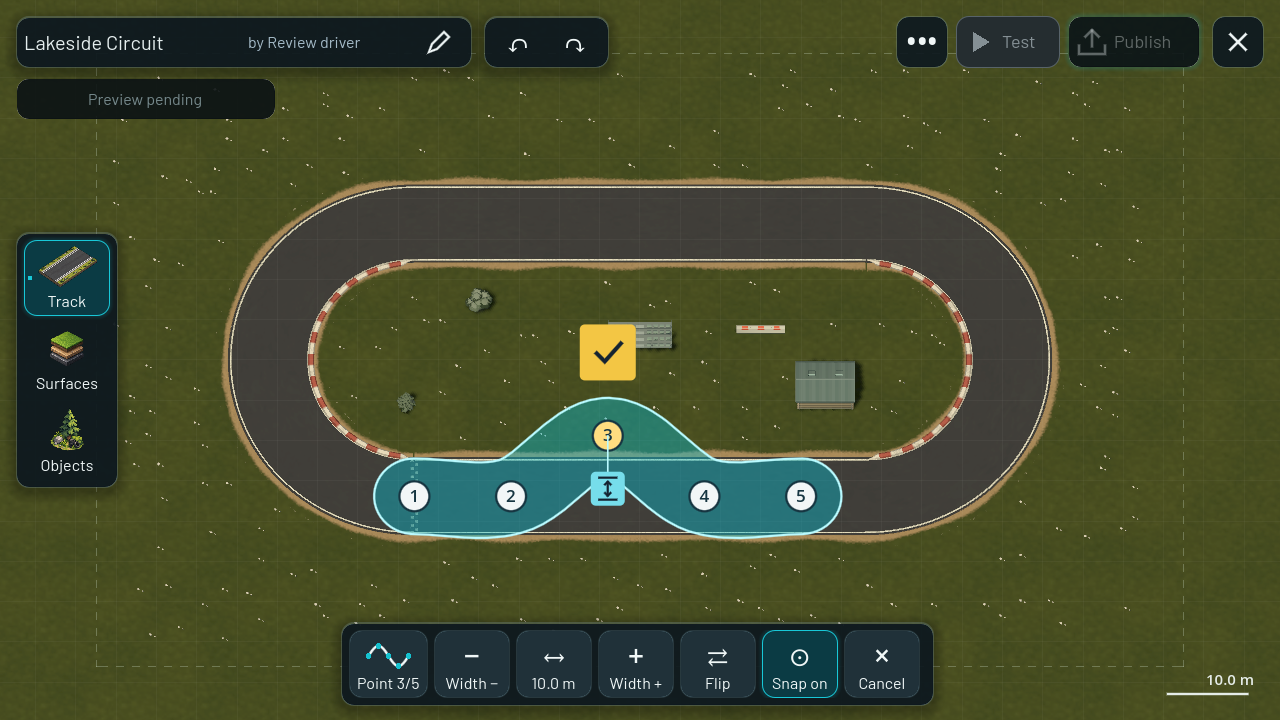 Lakeside Circuit
by Review driver
Test
Publish
Preview pending
Track
Surfaces
Objects
3
1
2
4
5
Point 3/5
Width −
10.0 m
Width +
Flip
Snap on
Cancel
10.0 m